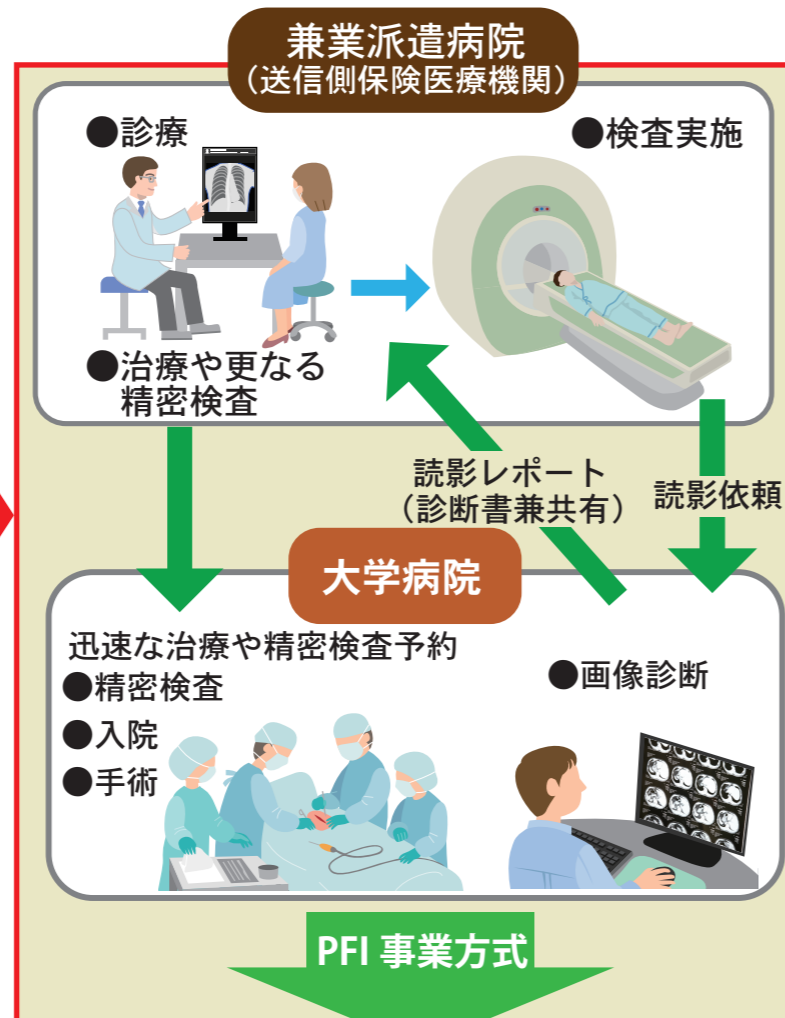 兼業派遣病院
（送信側保険医療機関）
●診療
●検査実施
●治療や更なる
精密検査
読影レポート
（診断書兼共有）
読影依頼
大学病院
迅速な治療や精密検査予約
●精密検査
●入院
●手術
●画像診断
PFI 事業方式